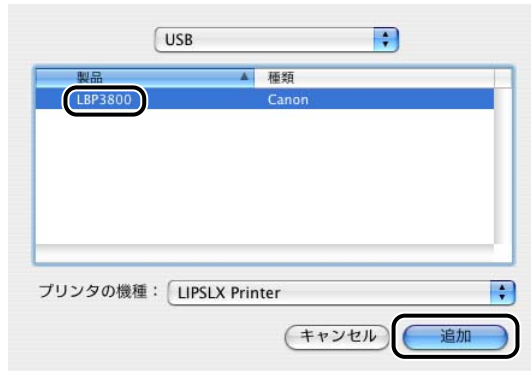 USB
製品 種類
LBP3800 Canon
プリンタの機種： LIPSLX Printer
キャンセル 追加